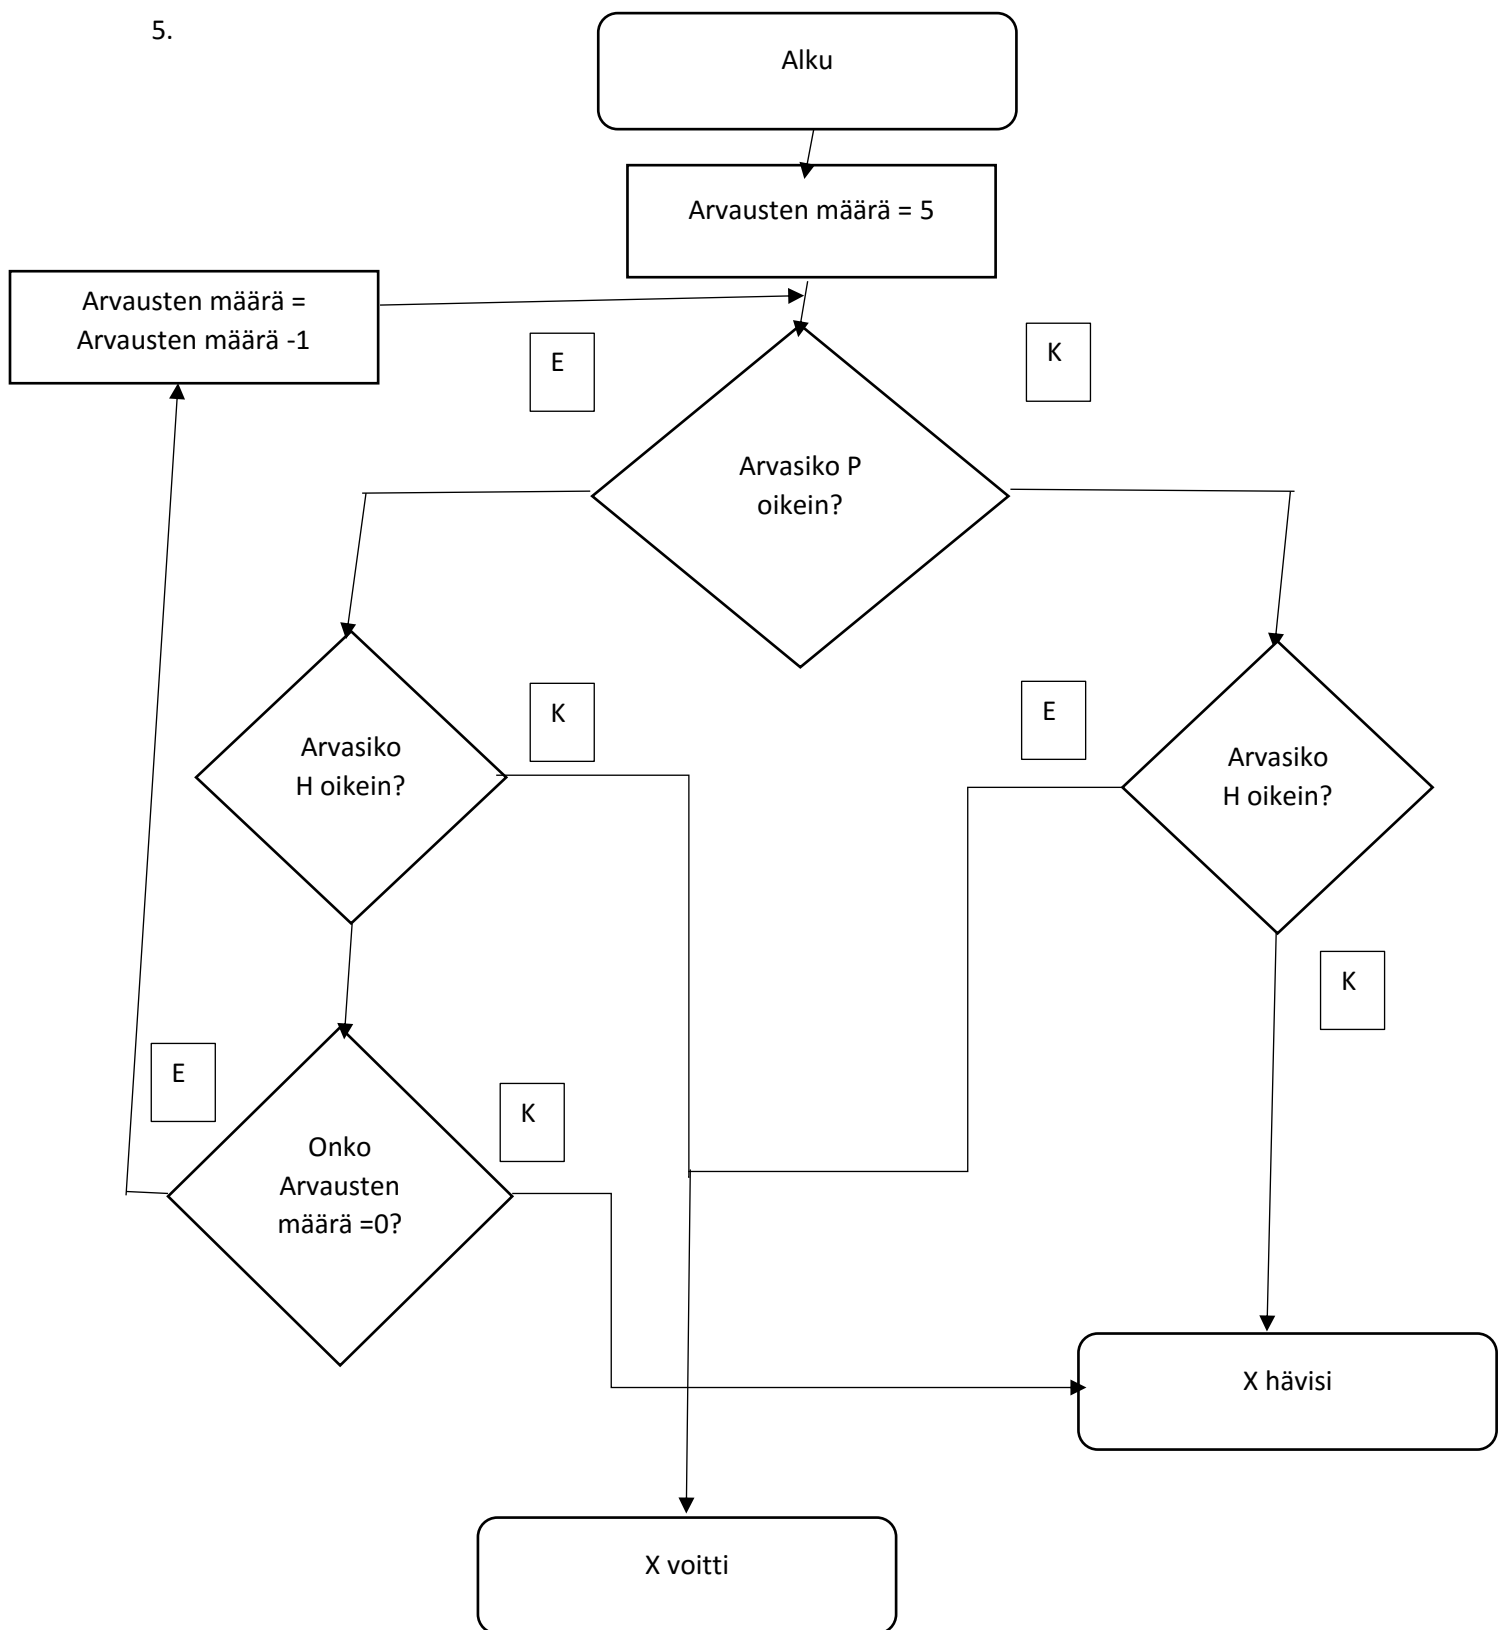 5.
Alku
Arvausten määrä = 5
Arvausten määrä =
Arvausten määrä -1
E
K
Arvasiko P
oikein?
K
E
Arvasiko
H oikein?
Arvasiko
H oikein?
K
E
K
Onko
Arvausten
määrä =0?
X hävisi
X voitti